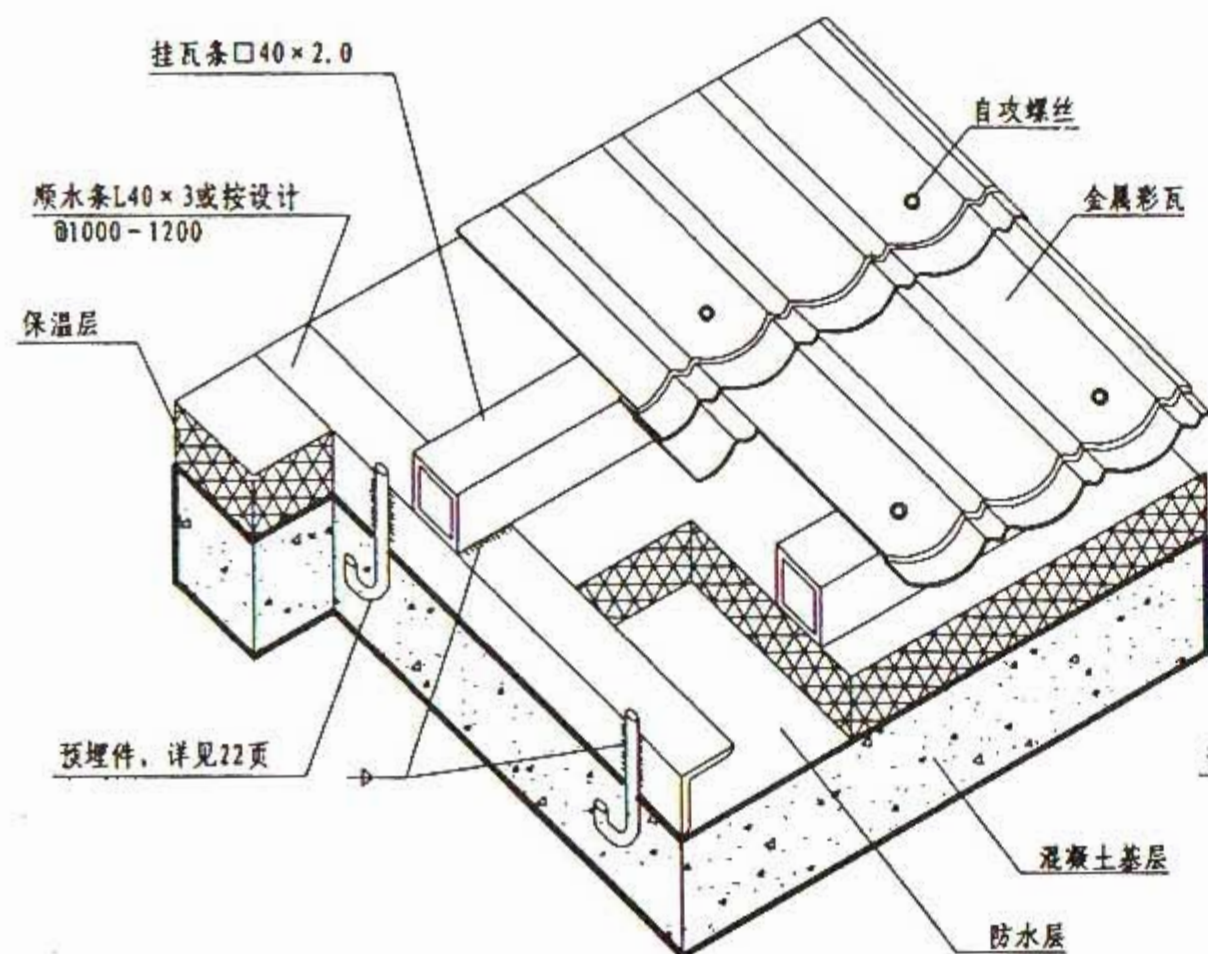 挂瓦条□40×2.0
自攻螺丝
顺水条L40×3或按设计
@1000-1200
金属彩瓦
保温层
预埋件，详见22页
混凝土基层
防水层